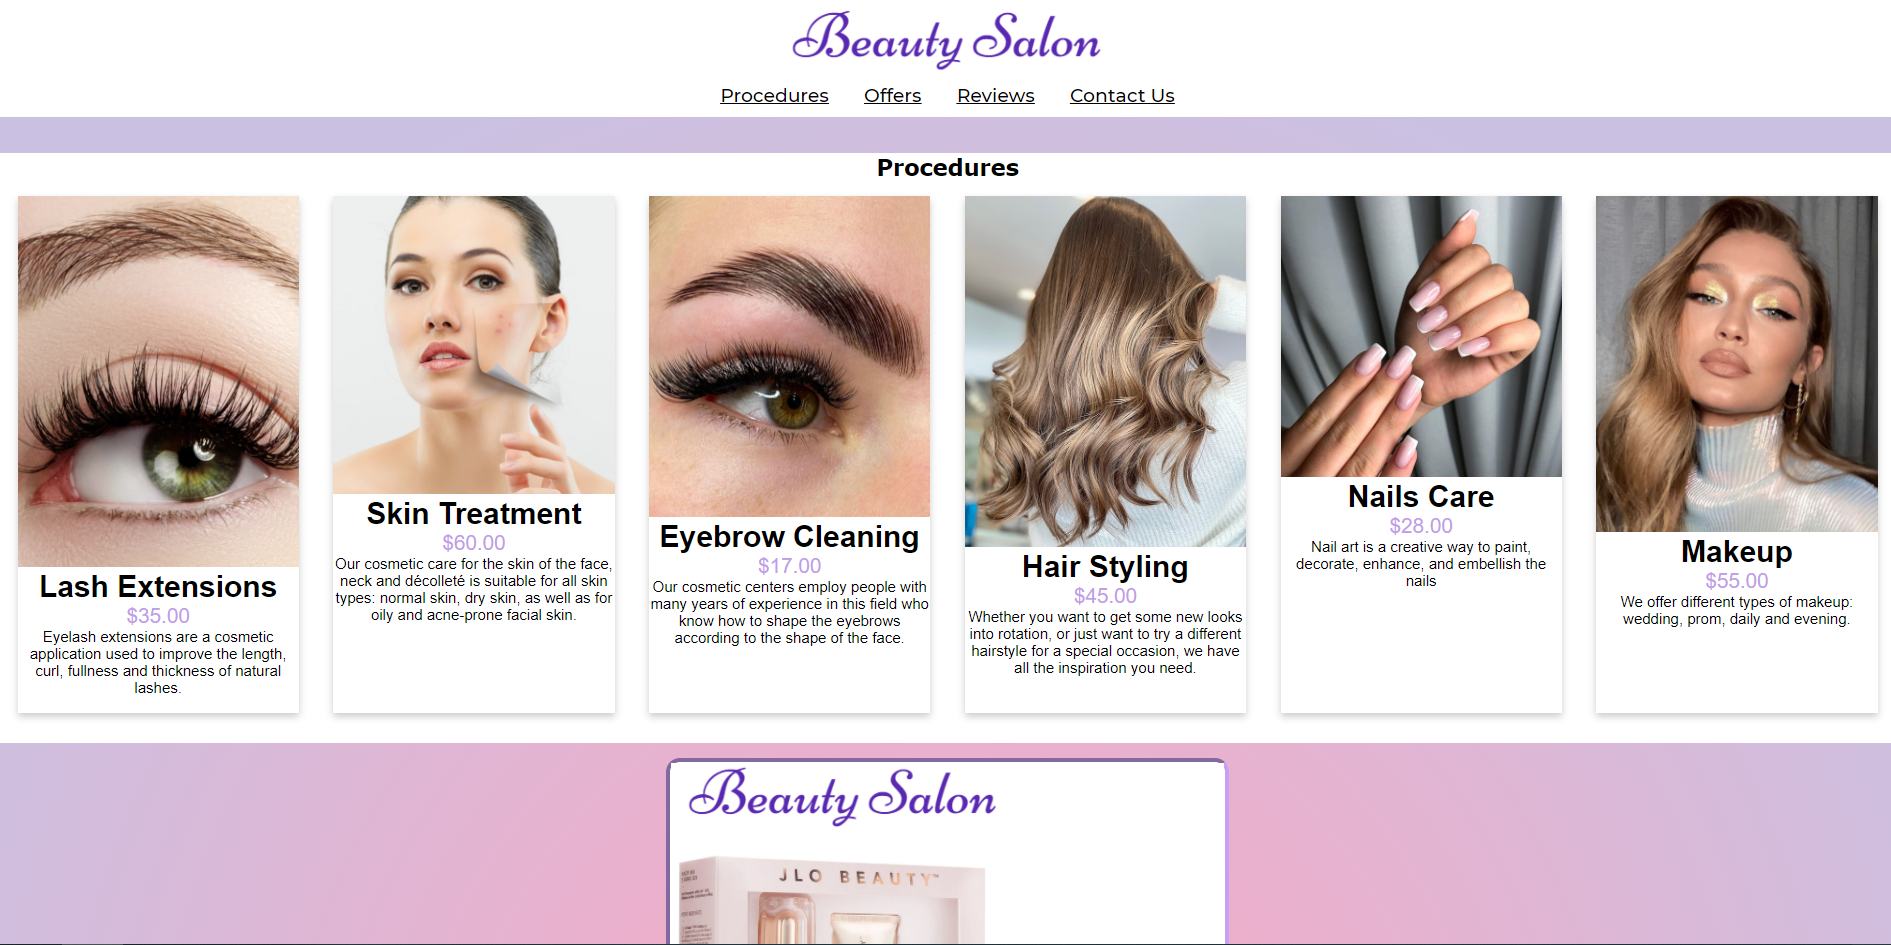 Beauty Salon
Procedures Offers Reviews Contact Us
Procedures
Lash Extensions
$35.00
Eyelash extensions are a cosmetic
application used to improve the length,
curl, fullness and thickness of natural
lashes.
Skin Treatment
$60.00
Our cosmetic care for the skin of the face,
neck and décolleté is suitable for all skin
types: normal skin, dry skin, as well as for
oily and acne-prone facial skin.
Eyebrow Cleaning
$17.00
Our cosmetic centers employ people with
many years of experience in this field who
know how to shape the eyebrows
according to the shape of the face.
Hair Styling
$45.00
Whether you want to get some new looks
into rotation, or just want to try a different
hairstyle for a special occasion, we have
all the inspiration you need.
Nails Care
$28.00
Nail art is a creative way to paint,
decorate, enhance, and embellish the
nails
Makeup
$55.00
We offer different types of makeup:
wedding, prom, daily and evening.
Beauty Salon
JLO BEAUTY™